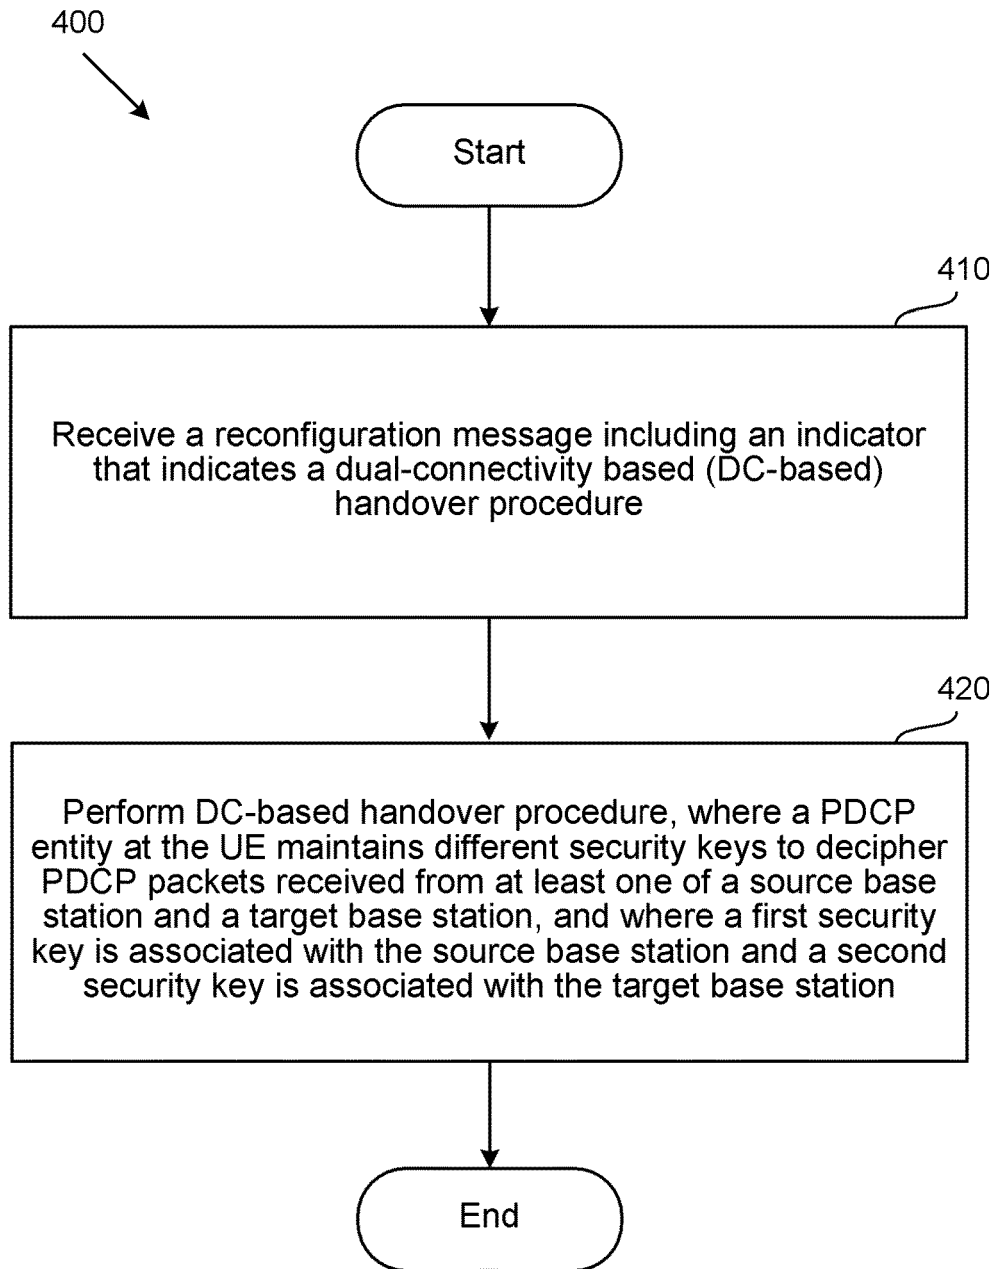 400
Start
410
Receive a reconfiguration message including an indicator
that indicates a dual-connectivity based (DC-based)
handover procedure
420
Perform DC-based handover procedure, where a PDCP
entity at the UE maintains different security keys to decipher
PDCP packets received from at least one of a source base
station and a target base station, and where a first security
key is associated with the source base station and a second
security key is associated with the target base station
End